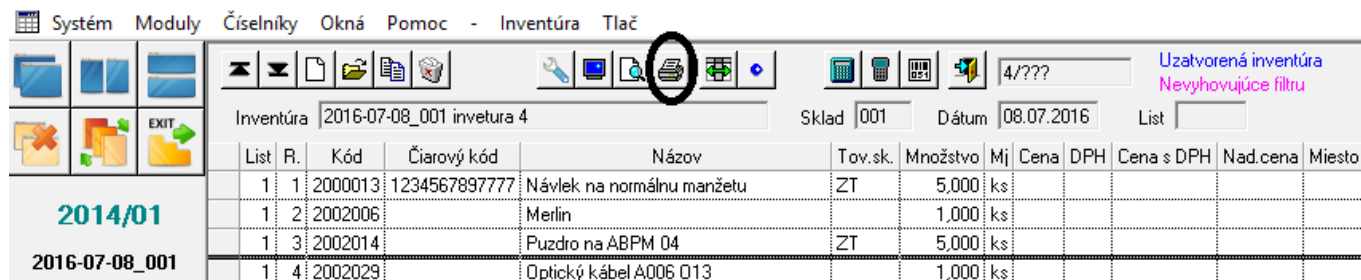 Systém Moduly Číselníky Okná Pomoc - Inventúra Tlač
4/???
Uzatvorená inventúra
Nevyhovujúce filtru
EXIT
Inventúra 2016-07-08_001 invetura 4 Sklad 001 Dátum 08.07.2016 List
List R. Kód Čiarový kód Názov Tov.sk. Množstvo Mj Cena DPH Cena s DPH Nad.cena Miesto
1 1 2000013 1234567897777 Návlek na normálnu manžetu ZT 5,000 ks
1 2 2002006 Merlin 1,000 ks
1 3 2002014 Puzdro na ABPM 04 ZT 5,000 ks
1 4 2002029 Optický kábel A006 O13 1,000 ks
2014/01
2016-07-08_001